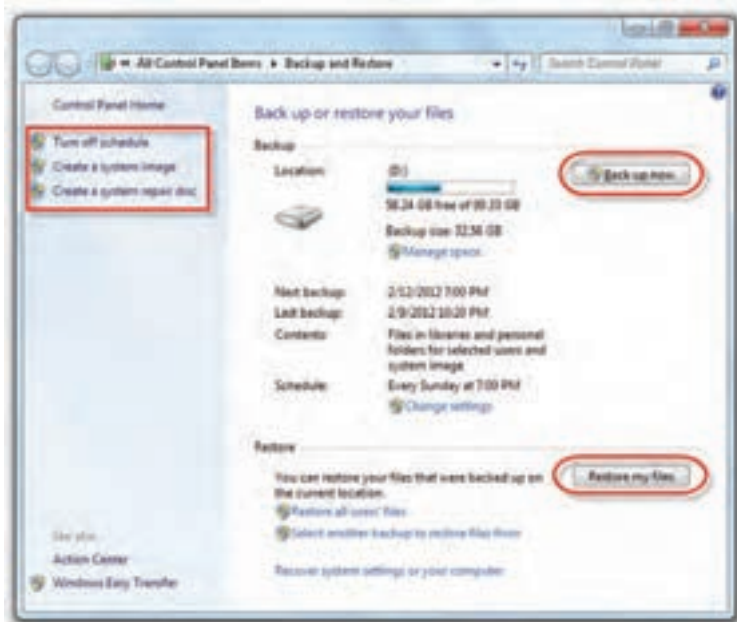 All Control Panel Items ▸ Backup and Restore
Search Control Panel
Control Panel Home
Turn off schedule
Create a system image
Create a system repair disc
Back up or restore your files
Backup
Location:
(D:)
Back up now
58.24 GB free of
Backup size: 32.56 GB
Manage space
Next backup:
2/12/2012 7:00 PM
Last backup:
2/9/2012 10:20 PM
Contents:
Files in libraries and personal
folders for selected users and
system image
Schedule:
Every Sunday at 7:00 PM
Change settings
Restore
You can restore your files that were backed up on
the current location.
Restore my files
Restore all users' files
Select another backup to restore files from
Recover system settings or your computer
See also
Action Center
Windows Easy Transfer